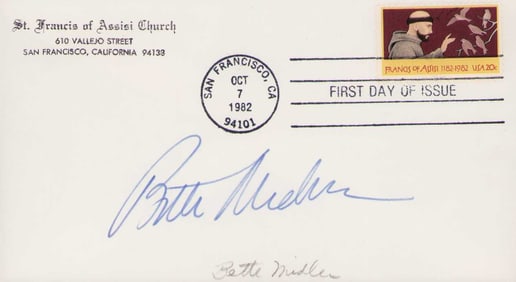 St. Francis of Assisi Church
610 VALLEJO STREET
SAN FRANCISCO, CALIFORNIA 94133
SAN FRANCISCO, CA
OCT
7
1982
94101
FIRST DAY OF ISSUE
FRANCIS OF ASSISI 1182·1982 USA 20c
Bette Midler
Bette Midler